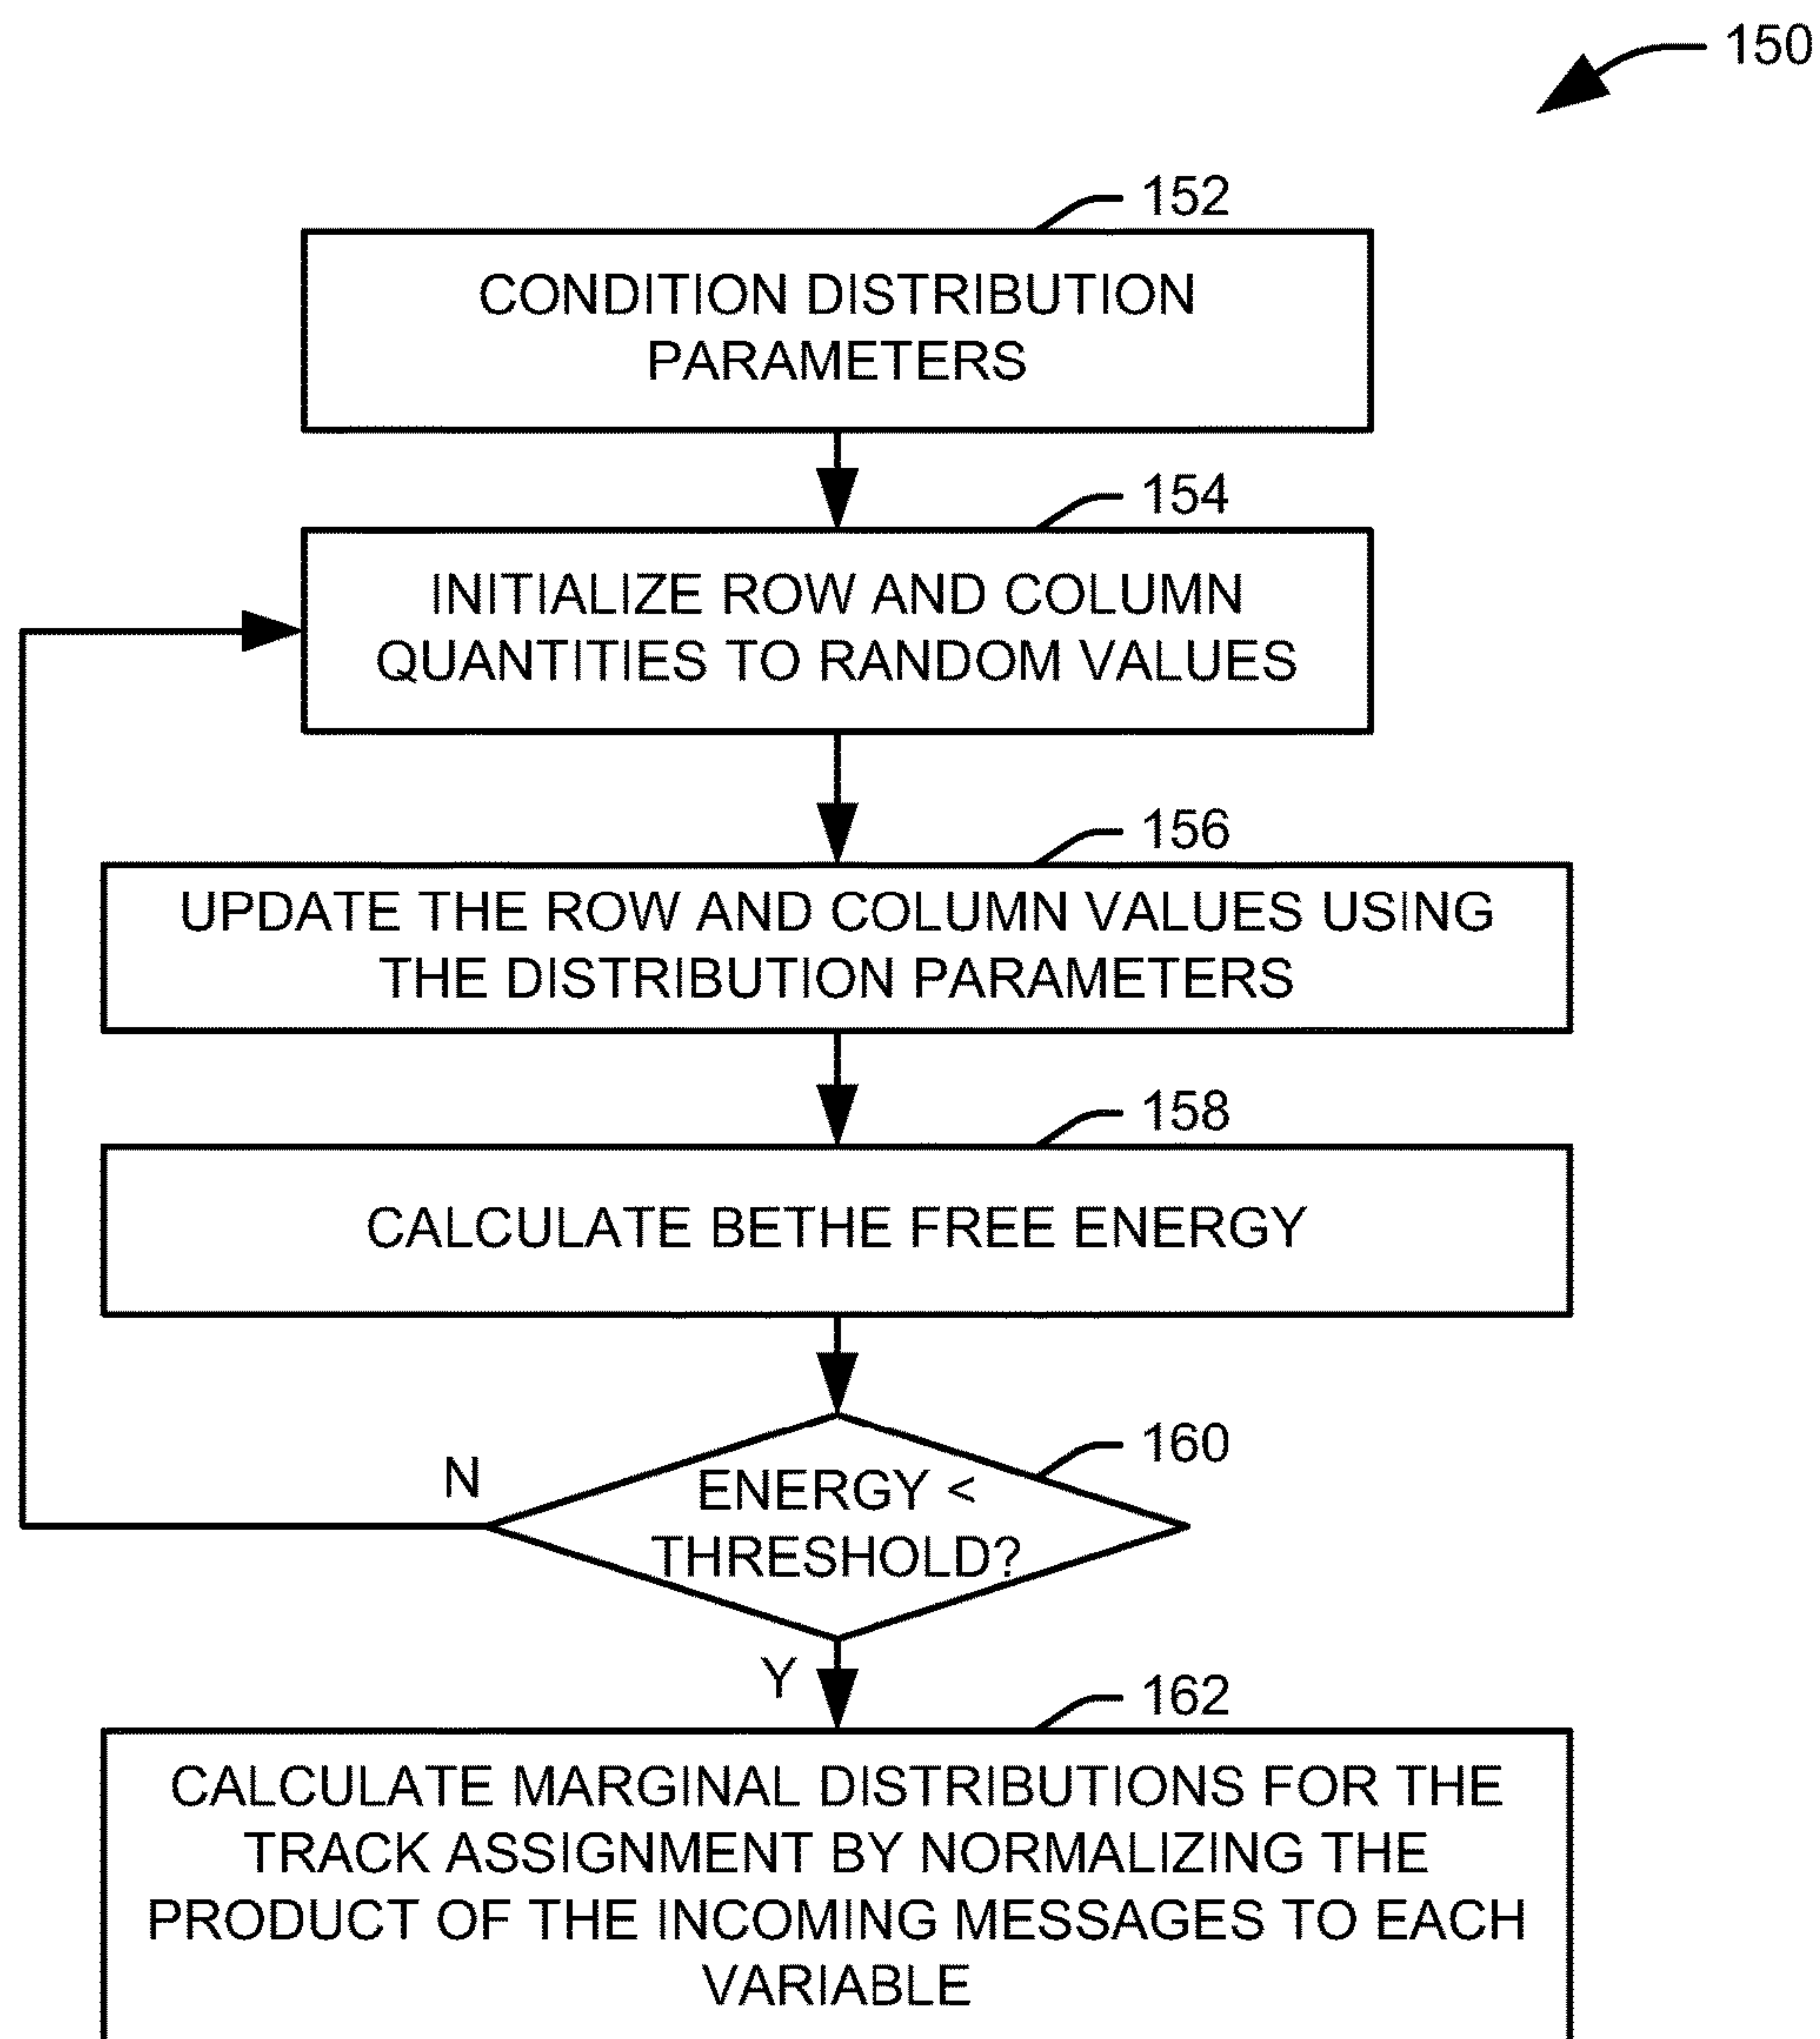 150
152
CONDITION DISTRIBUTION
PARAMETERS
154
INITIALIZE ROW AND COLUMN
QUANTITIES TO RANDOM VALUES
156
UPDATE THE ROW AND COLUMN VALUES USING
THE DISTRIBUTION PARAMETERS
158
CALCULATE BETHE FREE ENERGY
160
N
ENERGY <
THRESHOLD?
Y
162
CALCULATE MARGINAL DISTRIBUTIONS FOR THE
TRACK ASSIGNMENT BY NORMALIZING THE
PRODUCT OF THE INCOMING MESSAGES TO EACH
VARIABLE